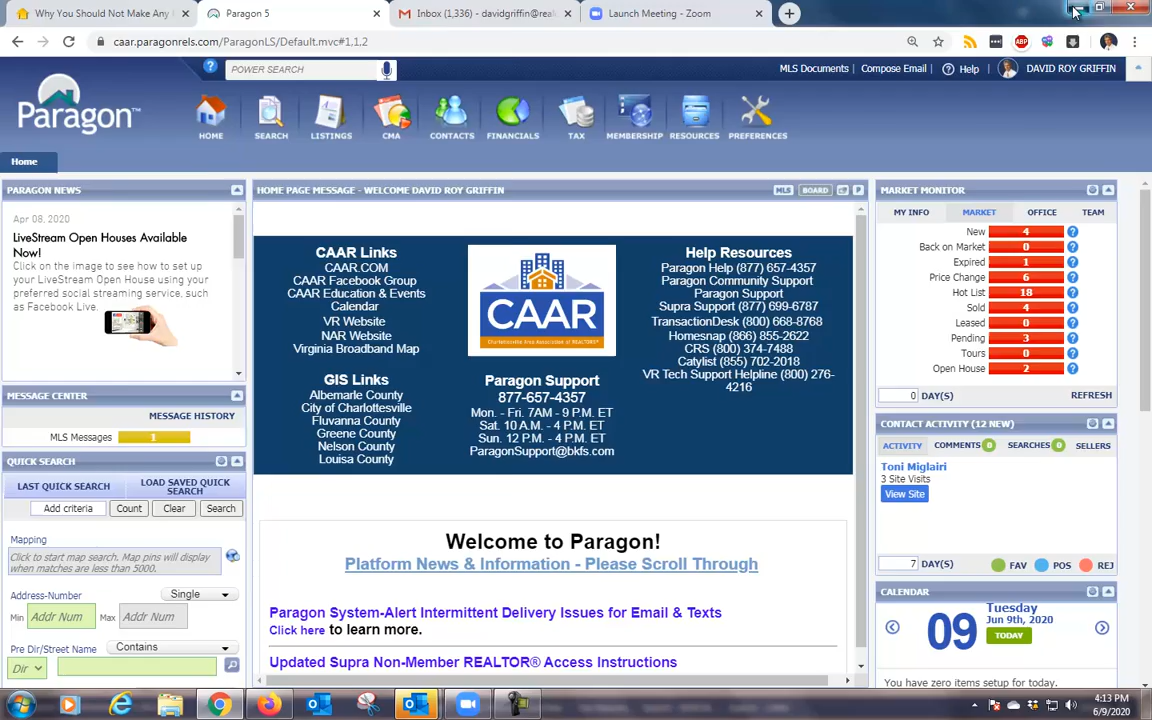 Why You Should Not Make Any
Paragon 5
Inbox (1,336) - davidgriffin@real
Launch Meeting - Zoom
caar.paragonrels.com/ParagonLS/Default.mvc#1,1,2
ABP
POWER SEARCH
MLS Documents
Compose Email
Help
DAVID ROY GRIFFIN
Paragon™
HOME
SEARCH
LISTINGS
CMA
CONTACTS
FINANCIALS
TAX
MEMBERSHIP
RESOURCES
PREFERENCES
Home
PARAGON NEWS
Apr 08, 2020
LiveStream Open Houses Available
Now!
Click on the image to see how to set up
your LiveStream Open House using your
preferred social streaming service, such
as Facebook Live.
MESSAGE CENTER
MESSAGE HISTORY
MLS Messages 1
QUICK SEARCH
LAST QUICK SEARCH
LOAD SAVED QUICK
SEARCH
Add criteria
Count
Clear
Search
Mapping
Click to start map search. Map pins will display
when matches are less than 5000.
Address-Number
Single
Min Addr Num Max Addr Num
Pre Dir/Street Name
Contains
Dir
HOME PAGE MESSAGE - WELCOME DAVID ROY GRIFFIN
MLS
BOARD
P
CAAR Links
CAAR.COM
CAAR Facebook Group
CAAR Education & Events
Calendar
VR Website
NAR Website
Virginia Broadband Map
GIS Links
Albemarle County
City of Charlottesville
Fluvanna County
Greene County
Nelson County
Louisa County
CAAR
Charlottesville Area Association of REALTORS®
Paragon Support
877-657-4357
Mon. - Fri. 7AM - 9 P.M. ET
Sat. 10 A.M. - 4 P.M. ET
Sun. 12 P.M. - 4 P.M. ET
ParagonSupport@bkfs.com
Help Resources
Paragon Help (877) 657-4357
Paragon Community Support
Paragon Support
Supra Support (877) 699-6787
TransactionDesk (800) 668-8768
Homesnap (866) 855-2622
CRS (800) 374-7488
Catylist (855) 702-2018
VR Tech Support Helpline (800) 276-
4216
Welcome to Paragon!
Platform News & Information - Please Scroll Through
Paragon System-Alert Intermittent Delivery Issues for Email & Texts
Click here to learn more.
Updated Supra Non-Member REALTOR® Access Instructions
MARKET MONITOR
MY INFO
MARKET
OFFICE
TEAM
New 4
Back on Market 0
Expired 1
Price Change 6
Hot List 18
Sold 4
Leased 0
Pending 3
Tours 0
Open House 2
0 DAY(S)
REFRESH
CONTACT ACTIVITY (12 NEW)
ACTIVITY
COMMENTS 0
SEARCHES 0
SELLERS
Toni Miglairi
3 Site Visits
View Site
7 DAY(S)
FAV
POS
REJ
CALENDAR
09
Tuesday
Jun 9th, 2020
TODAY
You have zero items setup for today.
4:13 PM
6/9/2020